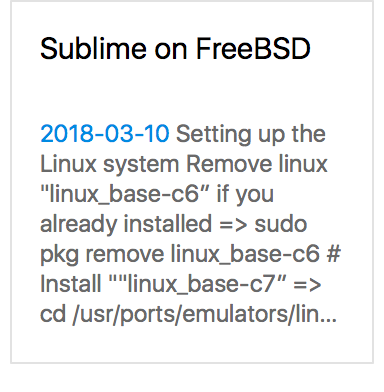 Sublime on FreeBSD
2018-03-10 Setting up the
Linux system Remove linux
"linux_base-c6” if you
already installed => sudo
pkg remove linux_base-c6 #
Install ""linux_base-c7” =>
cd /usr/ports/emulators/lin...